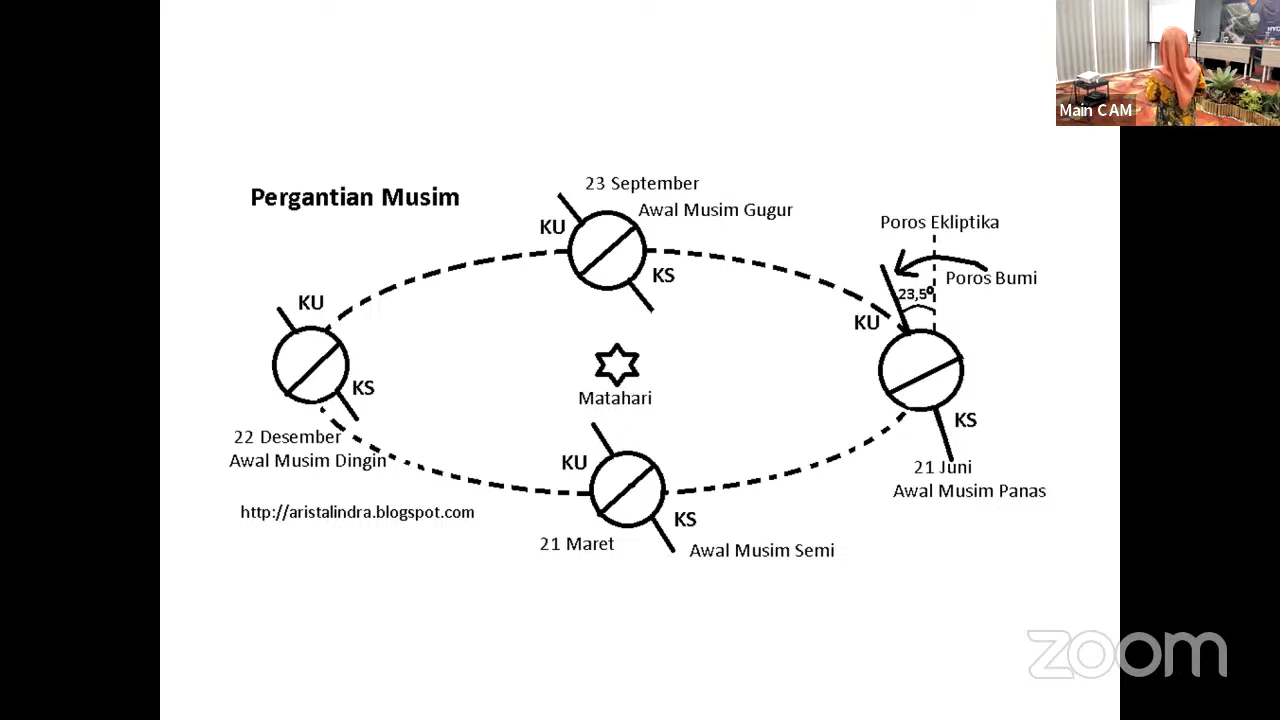 Main CAM
Pergantian Musim
23 September
Awal Musim Gugur
KU
KS
Poros Ekliptika
Poros Bumi
23,5⁰
KU
KS
21 Juni
Awal Musim Panas
KU
KS
22 Desember
Awal Musim Dingin
Matahari
KU
KS
21 Maret
Awal Musim Semi
http://aristalindra.blogspot.com
zoom